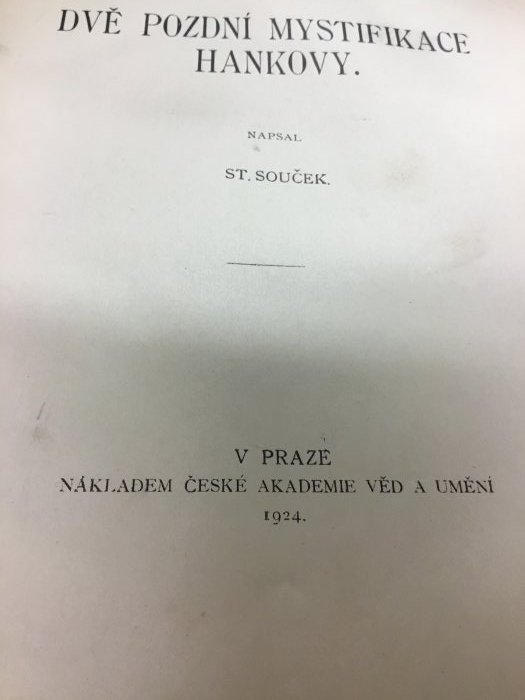 DVĚ POZDNÍ MYSTIFIKACE
HANKOVY.
NAPSAL
ST. SOUČEK.
V PRAZE
NÁKLADEM ČESKÉ AKADEMIE VĚD A UMĚNÍ
1924.